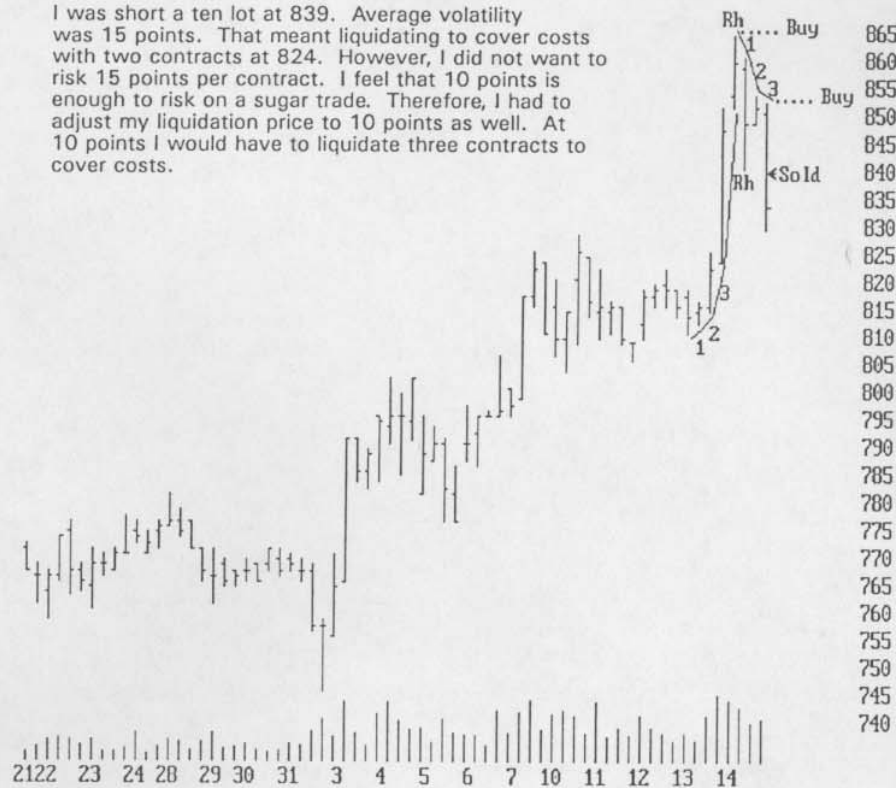 I was short a ten lot at 839. Average volatility
was 15 points. That meant liquidating to cover costs
with two contracts at 824. However, I did not want to
risk 15 points per contract. I feel that 10 points is
enough to risk on a sugar trade. Therefore, I had to
adjust my liquidation price to 10 points as well. At
10 points I would have to liquidate three contracts to
cover costs.
Rh
Buy
1
2
3
Buy
Rh
Sold
3
2
1
865
860
855
850
845
840
835
830
825
820
815
810
805
800
795
790
785
780
775
770
765
760
755
750
745
740
2122 23 24 28 29 30 31 3 4 5 6 7 10 11 12 13 14